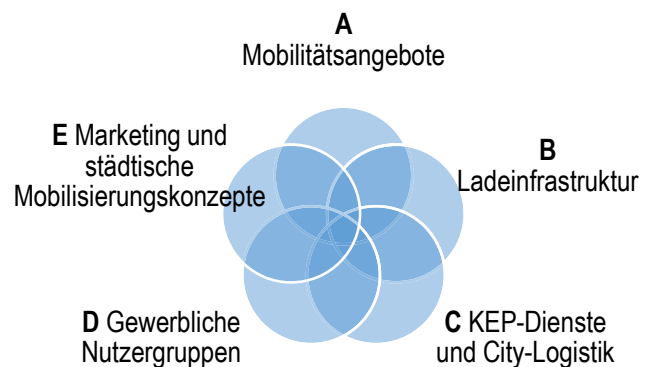 A
Mobilitätsangebote
E Marketing und
städtische
Mobilisierungskonzepte
B
Ladeinfrastruktur
D Gewerbliche
Nutzergruppen
C KEP-Dienste
und City-Logistik